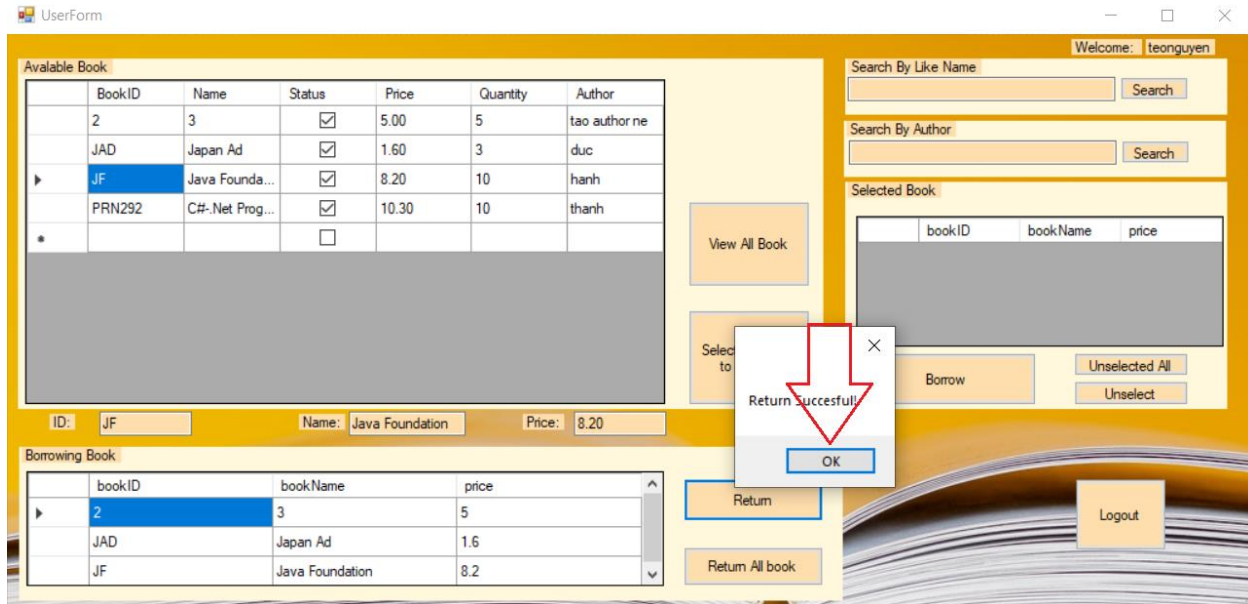 UserForm
Welcome: teonguyen
Avalable Book
BookID Name Status Price Quantity Author
2 3 5.00 5 tao author ne
JAD Japan Ad 1.60 3 duc
JF Java Founda... 8.20 10 hanh
PRN292 C#-.Net Prog... 10.30 10 thanh
View All Book
Selec
to
ID: JF Name: Java Foundation Price: 8.20
Search By Like Name
Search
Search By Author
Search
Selected Book
bookID bookName price
Borrow
Unselected All
Unselect
Return Succesful!
OK
Borrowing Book
bookID bookName price
2 3 5
JAD Japan Ad 1.6
JF Java Foundation 8.2
Return
Return All book
Logout